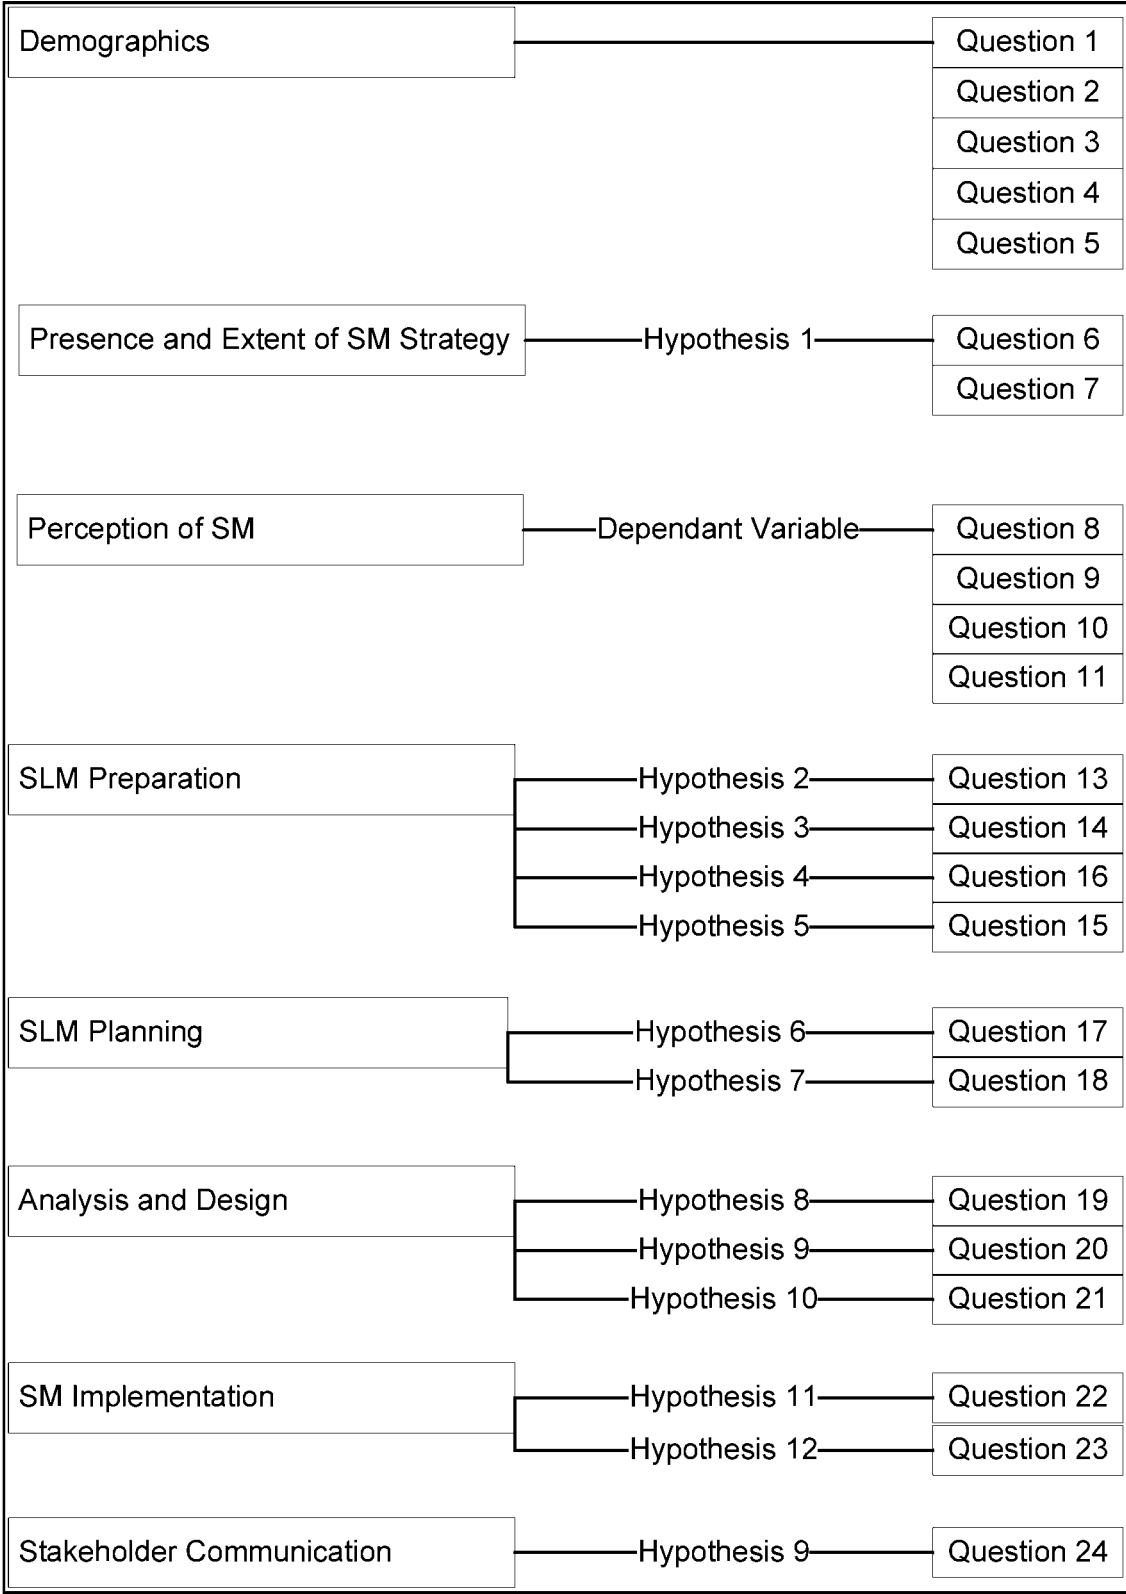 Demographics Question 1
Question 2
Question 3
Question 4
Question 5
Presence and Extent of SM Strategy Hypothesis 1 Question 6
Question 7
Perception of SM Dependant Variable Question 8
Question 9
Question 10
Question 11
SLM Preparation Hypothesis 2 Question 13
Hypothesis 3 Question 14
Hypothesis 4 Question 16
Hypothesis 5 Question 15
SLM Planning Hypothesis 6 Question 17
Hypothesis 7 Question 18
Analysis and Design Hypothesis 8 Question 19
Hypothesis 9 Question 20
Hypothesis 10 Question 21
SM Implementation Hypothesis 11 Question 22
Hypothesis 12 Question 23
Stakeholder Communication Hypothesis 9 Question 24